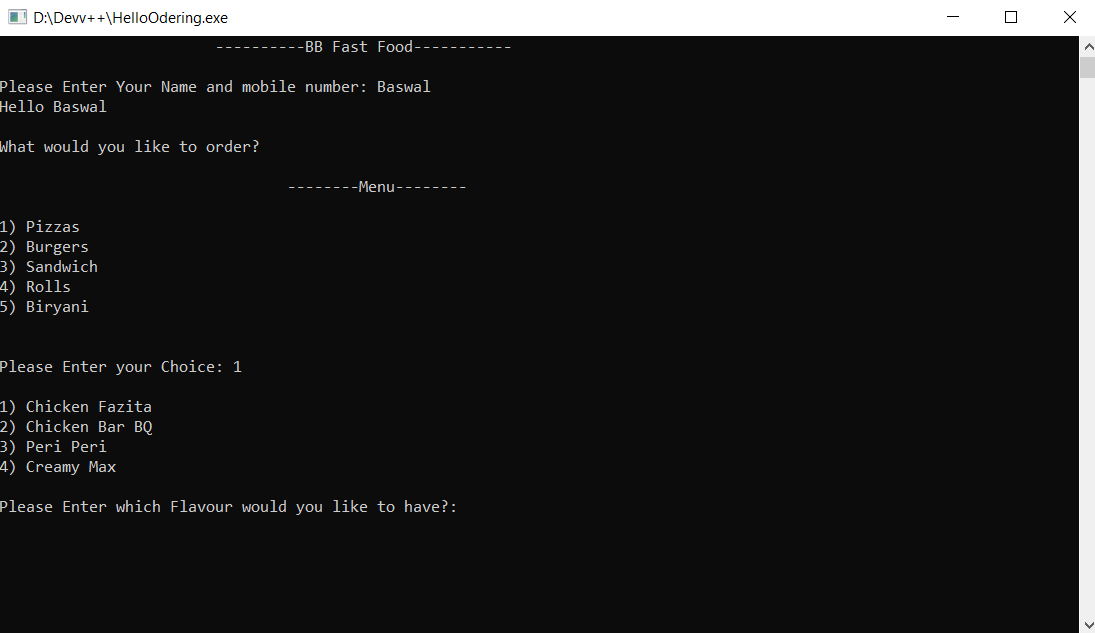 D:\Devv++\HelloOdering.exe
----------BB Fast Food-----------
Please Enter Your Name and mobile number: Baswal
Hello Baswal
What would you like to order?
--------Menu--------
1) Pizzas
2) Burgers
3) Sandwich
4) Rolls
5) Biryani
Please Enter your Choice: 1
1) Chicken Fazita
2) Chicken Bar BQ
3) Peri Peri
4) Creamy Max
Please Enter which Flavour would you like to have?: